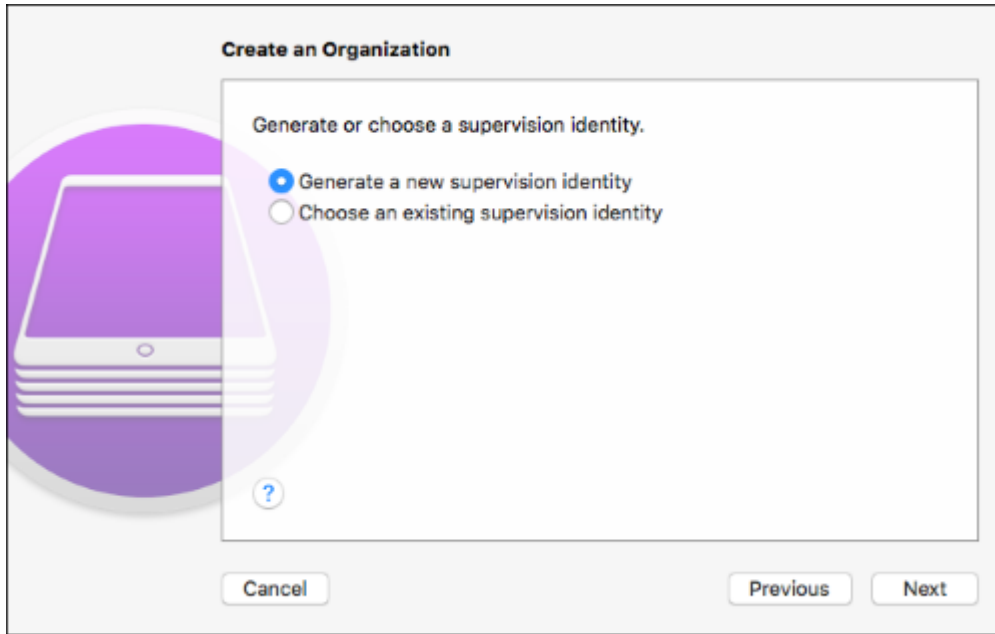 Create an Organization
Generate or choose a supervision identity.
Generate a new supervision identity
Choose an existing supervision identity
?
Cancel
Previous
Next